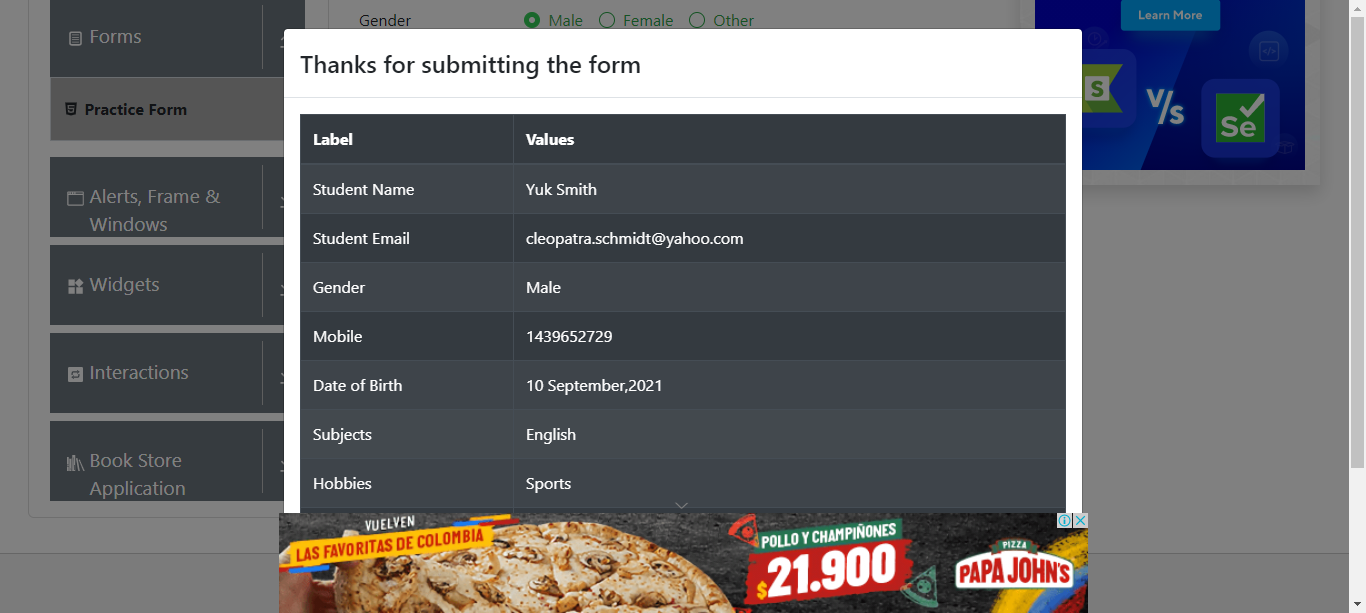 Gender Male Female Other
Learn More
Forms
Thanks for submitting the form
Practice Form
S V/s Se
Label Values
Student Name Yuk Smith
Alerts, Frame &
Windows
Student Email cleopatra.schmidt@yahoo.com
Widgets
Gender Male
Mobile 1439652729
Interactions
Date of Birth 10 September,2021
Subjects English
Book Store
Application
Hobbies Sports
VUELVEN
LAS FAVORITAS DE COLOMBIA
POLLO Y CHAMPIÑONES
$21.900
PIZZA
PAPA JOHN'S